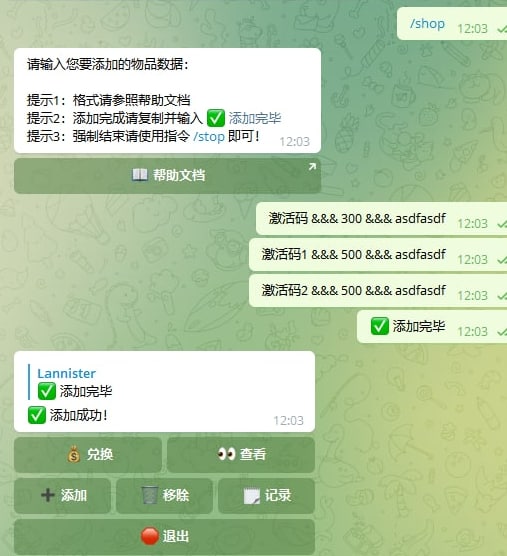 /shop 12:03
请输入您要添加的物品数据：
提示1：格式请参照帮助文档
提示2：添加完成请复制并输入 ✅ 添加完毕
提示3：强制结束请使用指令 /stop 即可！ 12:03
📖 帮助文档
激活码 &&& 300 &&& asdfasdf 12:03
激活码1 &&& 500 &&& asdfasdf 12:03
激活码2 &&& 500 &&& asdfasdf 12:03
✅ 添加完毕 12:03
Lannister
✅ 添加完毕
✅ 添加成功！ 12:03
💰 兑换 👀 查看
➕ 添加 🗑️ 移除 🗒️ 记录
🛑 退出